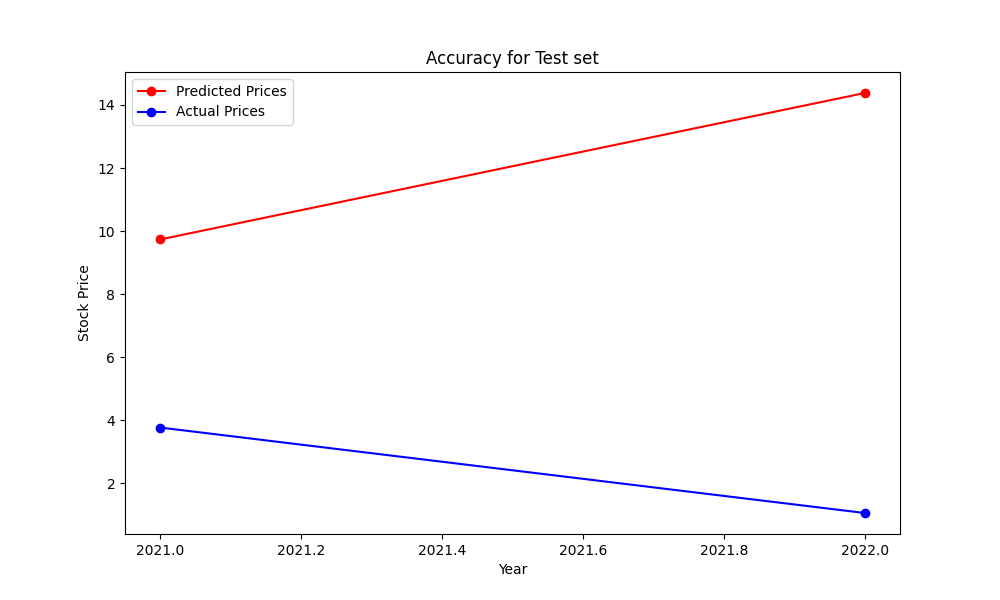 Accuracy for Test set
Predicted Prices
Actual Prices
14
12
10
8
6
4
2
Stock Price
2021.0 2021.2 2021.4 2021.6 2021.8 2022.0
Year